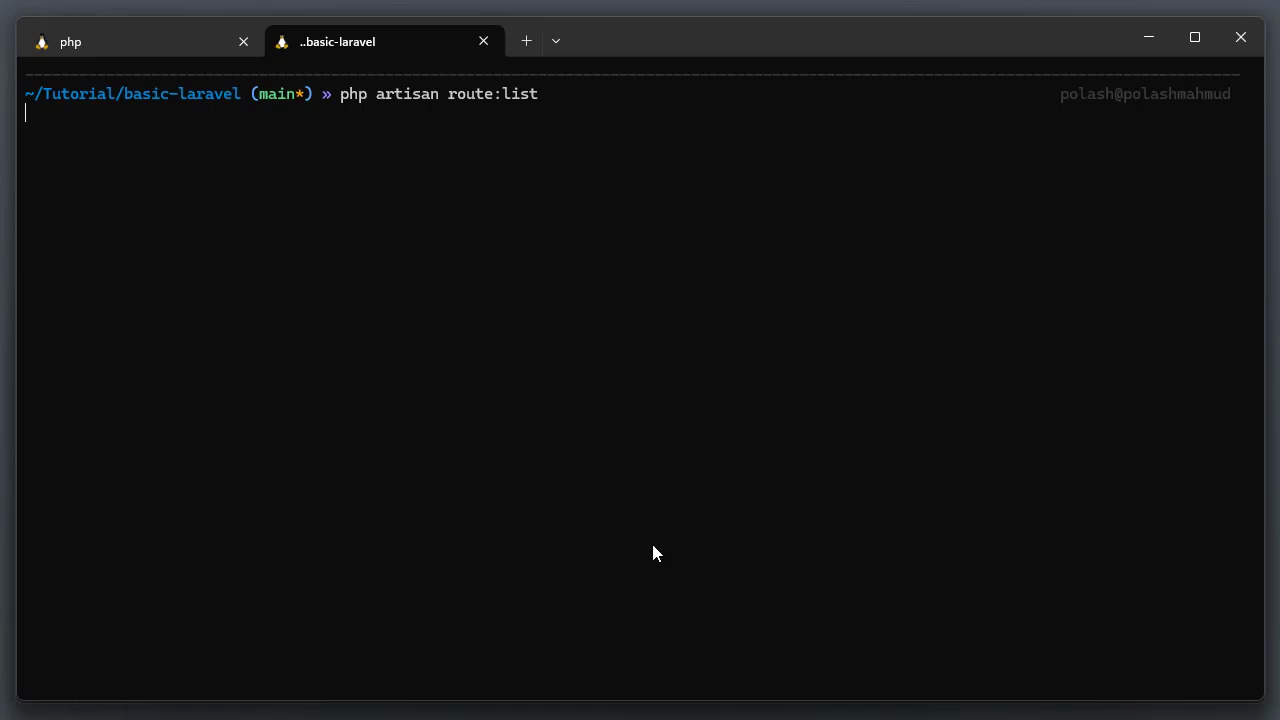 php
..basic-laravel
~/Tutorial/basic-laravel (main*) » php artisan route:list polash@polashmahmud